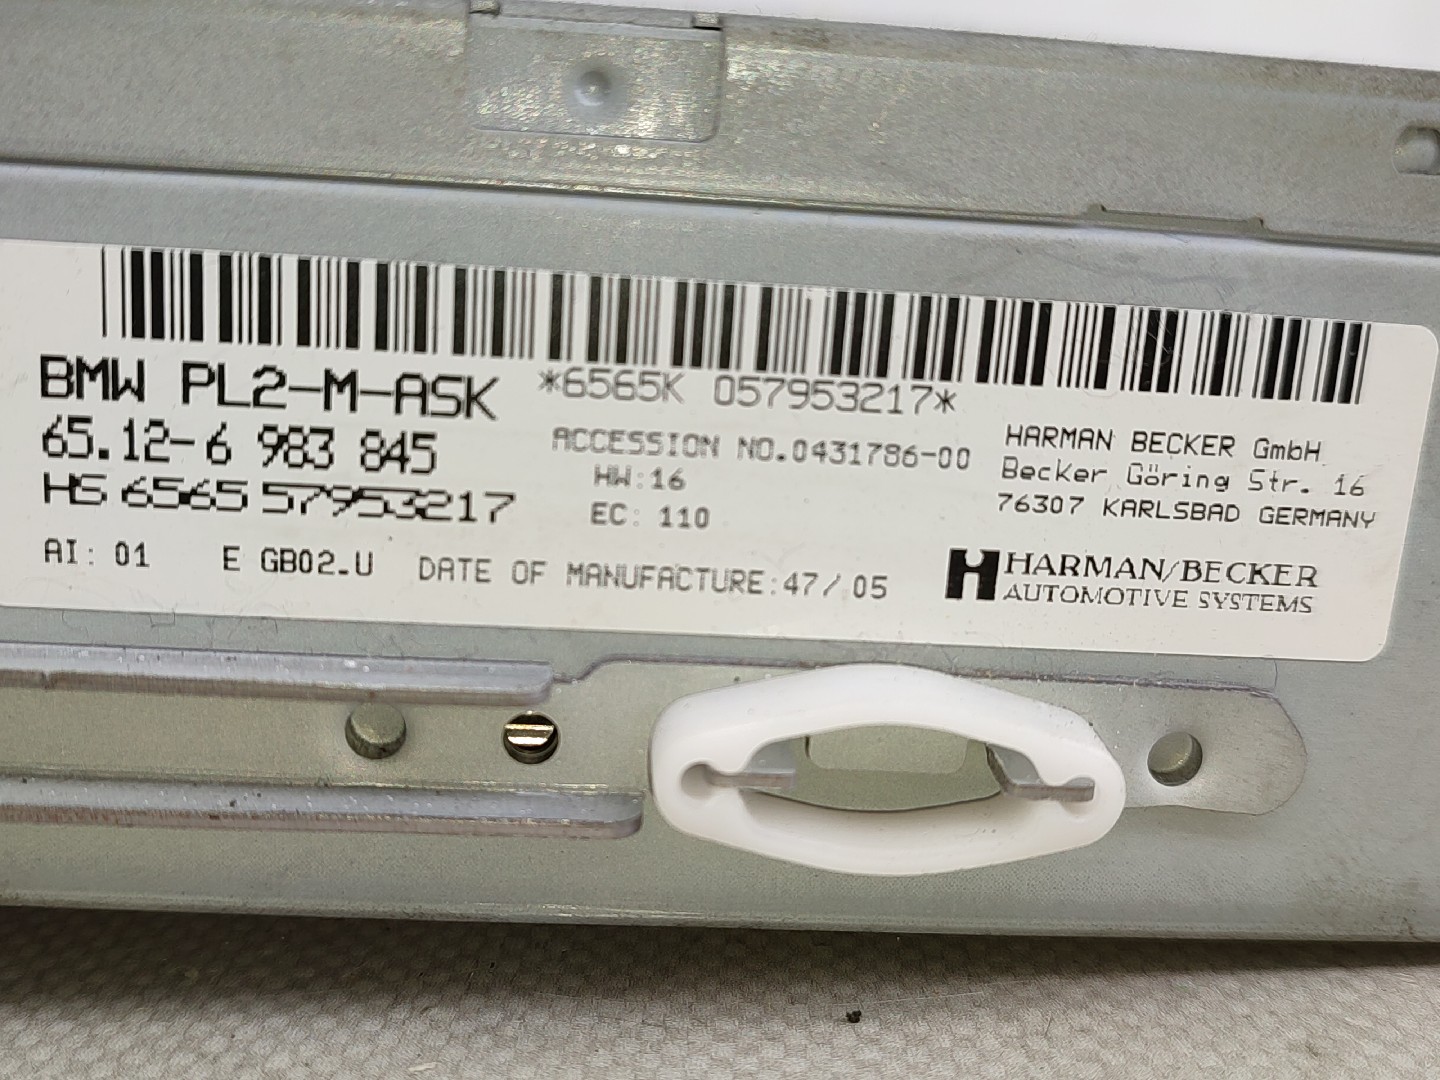 BMW PL2-M-ASK
*6565K 057953217*
65.12-6 983 845
HS 6565 57953217
ACCESSION NO.0431786-00
HW:16
EC: 110
HARMAN BECKER GmbH
Becker Göring Str. 16
76307 KARLSBAD GERMANY
AI: 01 E GB02_U DATE OF MANUFACTURE:47/05
HARMAN/BECKER
AUTOMOTIVE SYSTEMS